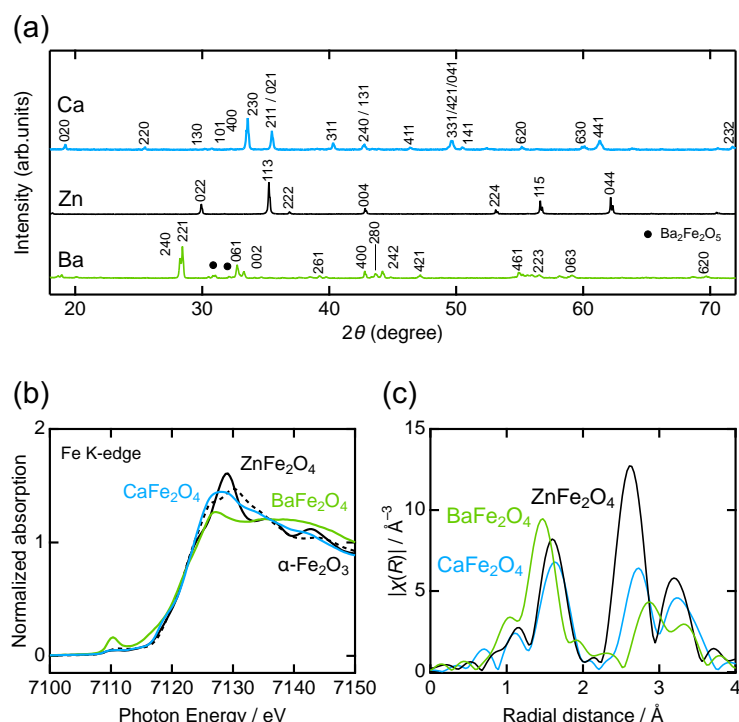 (a)
Intensity (arb.units)
Ca
020
220
130
101
400
230
211 / 021
311
240 / 131
411
331/421/041
141
620
630
441
232
Zn
022
113
222
004
224
115
044
● Ba₂Fe₂O₅
Ba
240
221
061
002
261
400
280
242
421
461
223
063
620
20 30 40 50 60 70
2θ (degree)
(b)
Normalized absorption
2
1
0
Fe K-edge
ZnFe₂O₄
CaFe₂O₄
BaFe₂O₄
α-Fe₂O₃
7100 7110 7120 7130 7140 7150
Photon Energy / eV
(c)
|χ(R)| / Å⁻³
15
10
5
0
ZnFe₂O₄
BaFe₂O₄
CaFe₂O₄
0 1 2 3 4
Radial distance / Å